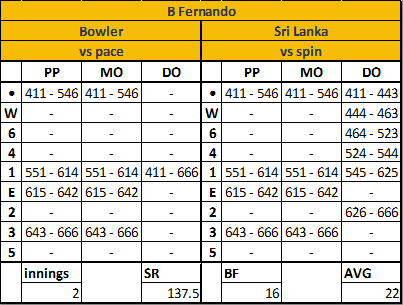 B Fernando
Bowler Sri Lanka
vs pace vs spin
PP MO DO PP MO DO
• 411 - 546 411 - 546 - 411 - 546 411 - 546 411 - 443
W - - - - - 444 - 463
6 - - - - - 464 - 523
4 - - - - - 524 - 544
1 551 - 614 551 - 614 411 - 666 551 - 614 551 - 614 545 - 625
E 615 - 642 615 - 642 - 615 - 642 615 - 642 -
2 - - - - - 626 - 666
3 643 - 666 643 - 666 - 643 - 666 643 - 666 -
5 - - - - - -
innings SR BF AVG
2 137.5 16 22